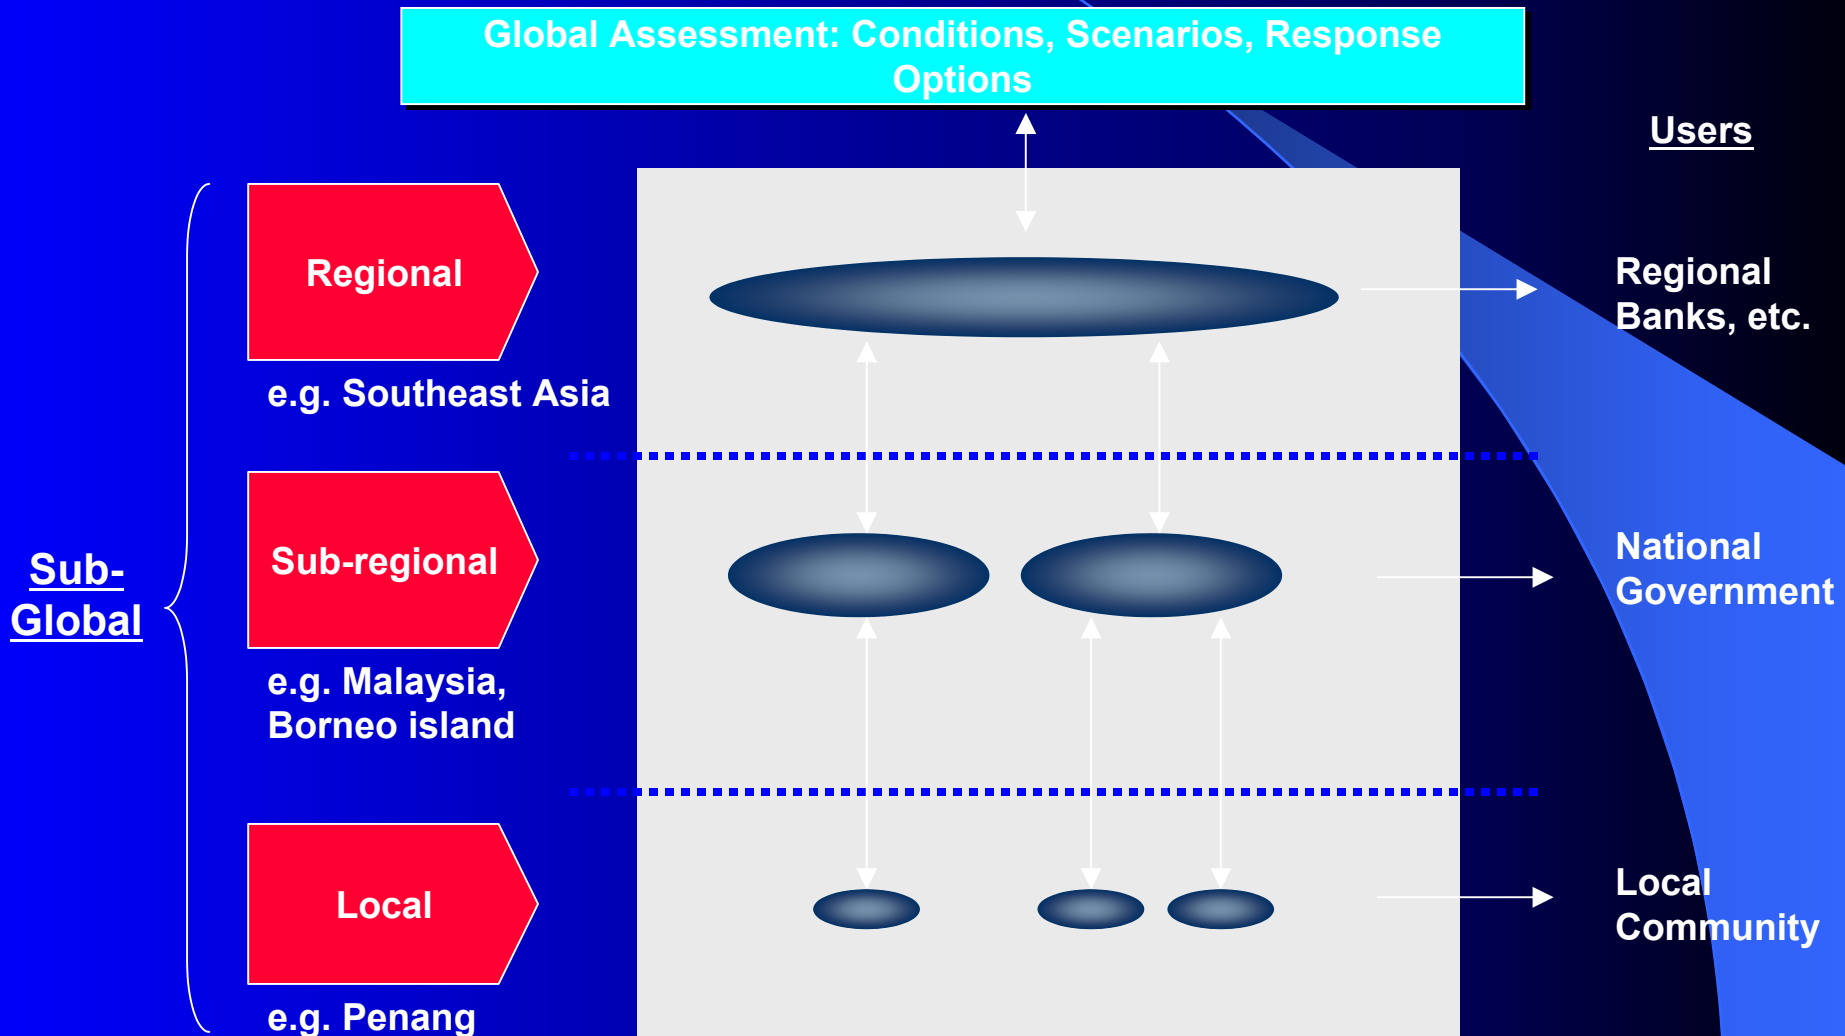 Global Assessment: Conditions, Scenarios, Response
Options
Users
Regional
Regional
Banks, etc.
e.g. Southeast Asia
Sub-
Global
Sub-regional
National
Government
e.g. Malaysia,
Borneo island
Local
Local
Community
e.g. Penang